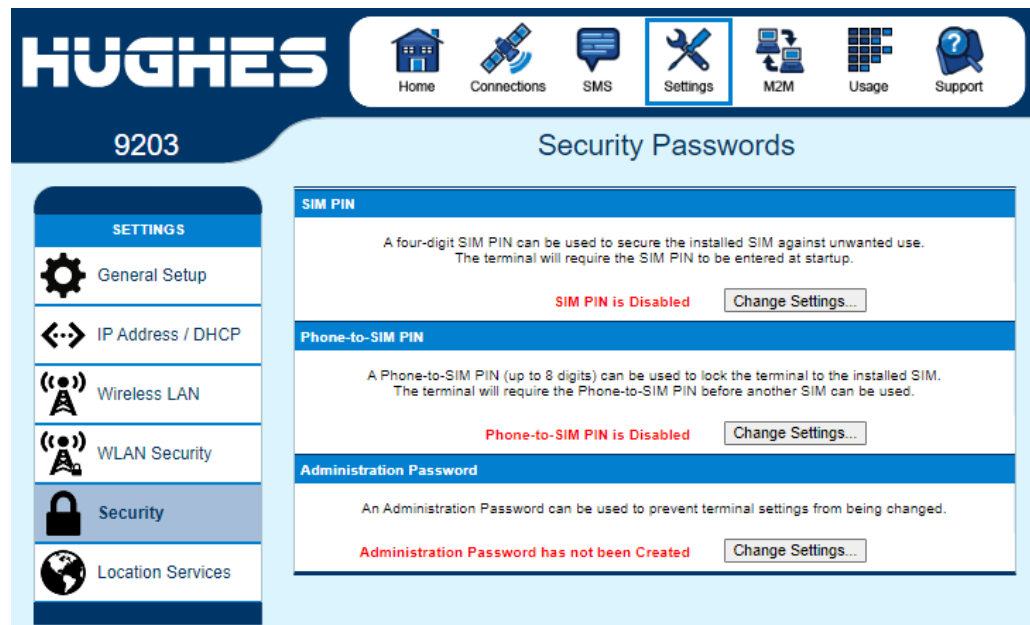 HUGHES
Home
Connections
SMS
Settings
M2M
Usage
Support
9203
Security Passwords
SETTINGS
General Setup
IP Address / DHCP
Wireless LAN
WLAN Security
Security
Location Services
SIM PIN
A four-digit SIM PIN can be used to secure the installed SIM against unwanted use.
The terminal will require the SIM PIN to be entered at startup.
SIM PIN is Disabled
Change Settings...
Phone-to-SIM PIN
A Phone-to-SIM PIN (up to 8 digits) can be used to lock the terminal to the installed SIM.
The terminal will require the Phone-to-SIM PIN before another SIM can be used.
Phone-to-SIM PIN is Disabled
Change Settings...
Administration Password
An Administration Password can be used to prevent terminal settings from being changed.
Administration Password has not been Created
Change Settings...